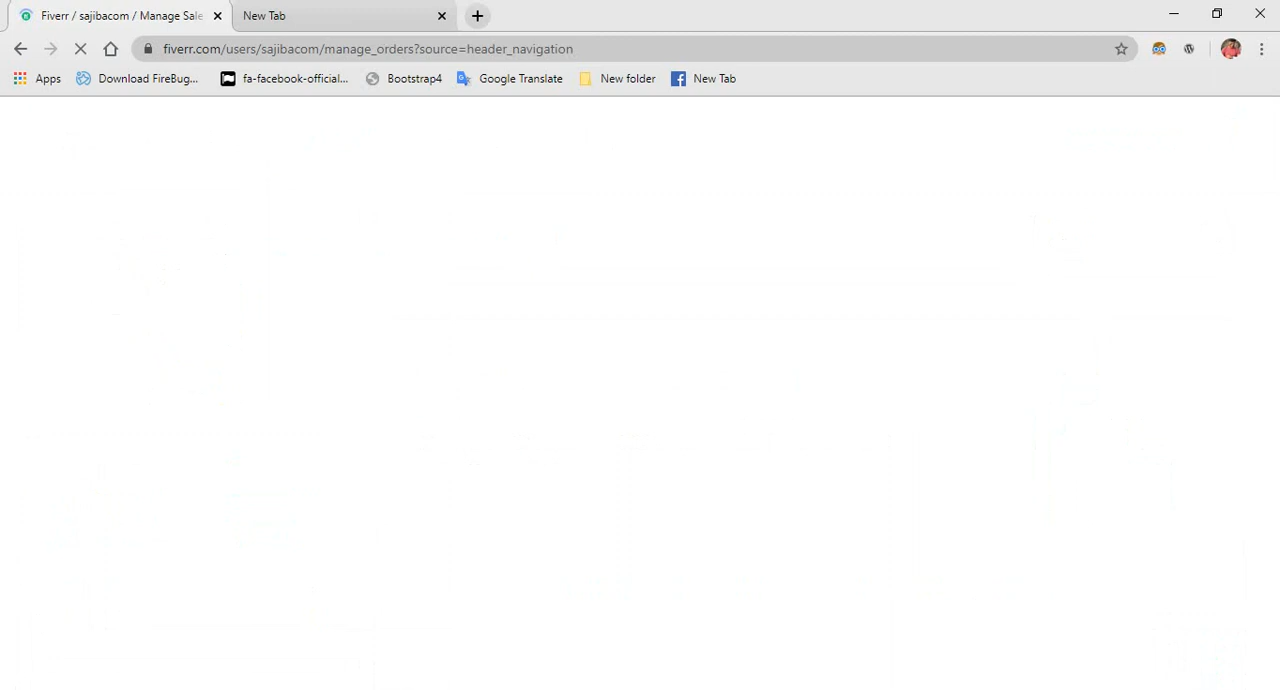 Fiverr / sajibacom / Manage Sale
New Tab
fiverr.com/users/sajibacom/manage_orders?source=header_navigation
Apps
Download FireBug...
fa-facebook-official...
Bootstrap4
Google Translate
New folder
New Tab